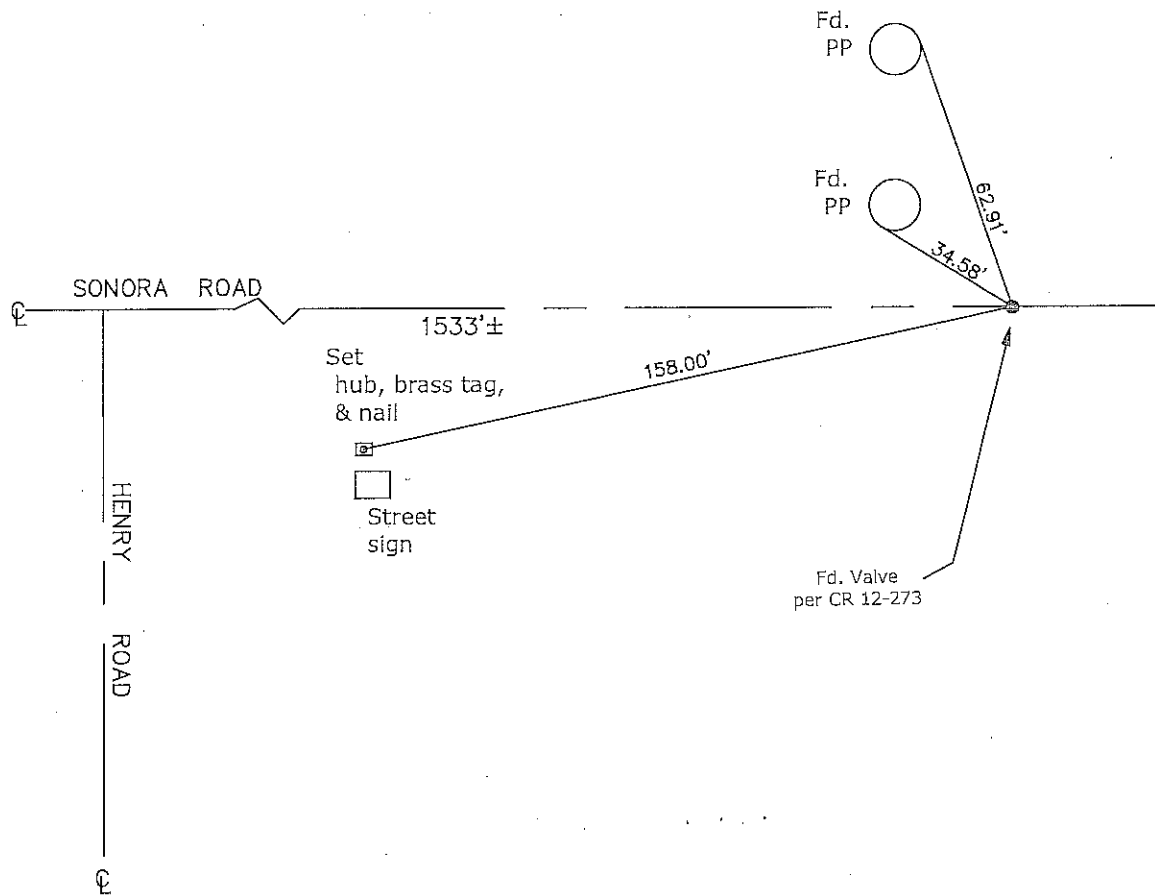 Fd.
PP
Fd.
PP
62.91'
34.58'
SONORA ROAD
℄
1533'±
158.00'
Set
hub, brass tag,
& nail
Street
sign
HENRY ROAD
Fd. Valve
per CR 12-273
℄